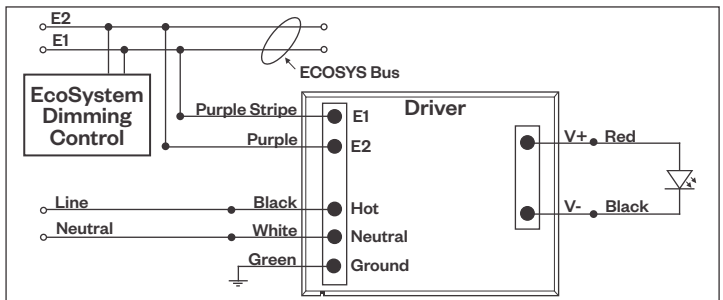 E2
E1
ECOSYS Bus
EcoSystem
Dimming
Control
Driver
Purple Stripe
E1
Purple
E2
V+
Red
V-
Black
Line
Black
Hot
Neutral
White
Neutral
Green
Ground